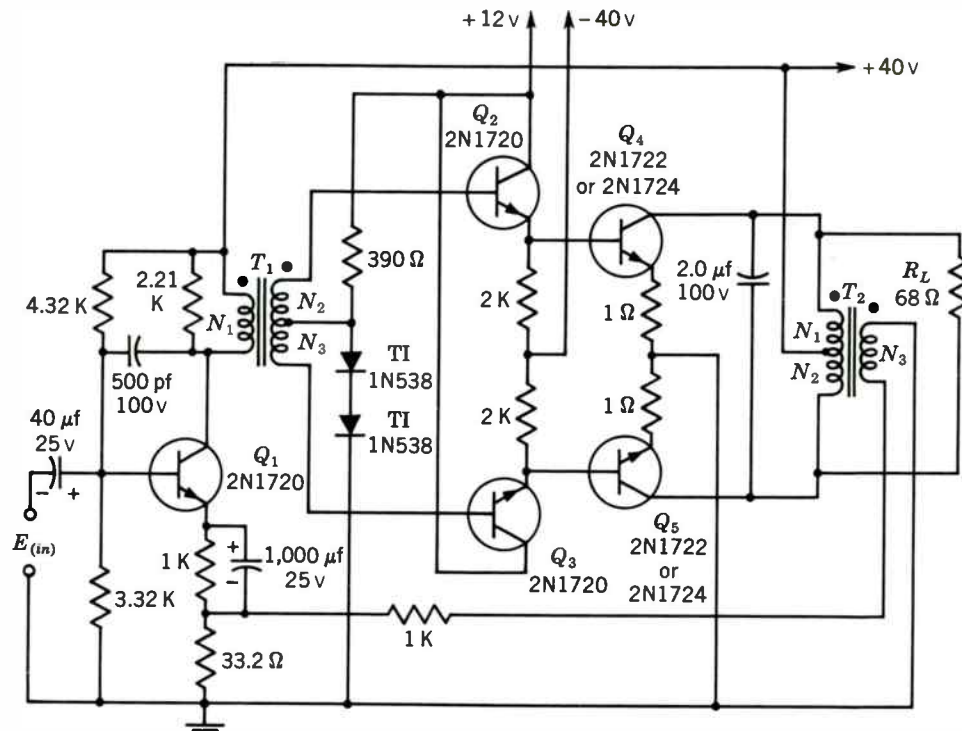 +12 v
−40 v
+40 v
Q2
2N1720
Q4
2N1722
or 2N1724
T1
390 Ω
2.21
K
4.32 K
N1
N2
N3
2 K
1 Ω
2.0 μf
100 v
RL
68 Ω
T2
N1
N2
N3
500 pf
100 v
TI
1N538
TI
1N538
2 K
1 Ω
40 μf
25 v
− +
Q1
2N1720
E(in)
1 K
+
−
1,000 μf
25 v
Q3
2N1720
Q5
2N1722
or
2N1724
3.32 K
1 K
33.2 Ω